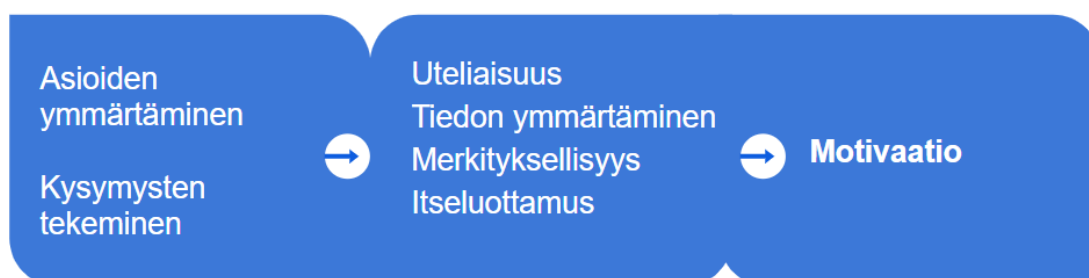 Asioiden
ymmärtäminen
Kysymysten
tekeminen
Uteliaisuus
Tiedon ymmärtäminen
Merkityksellisyys
Itseluottamus
Motivaatio